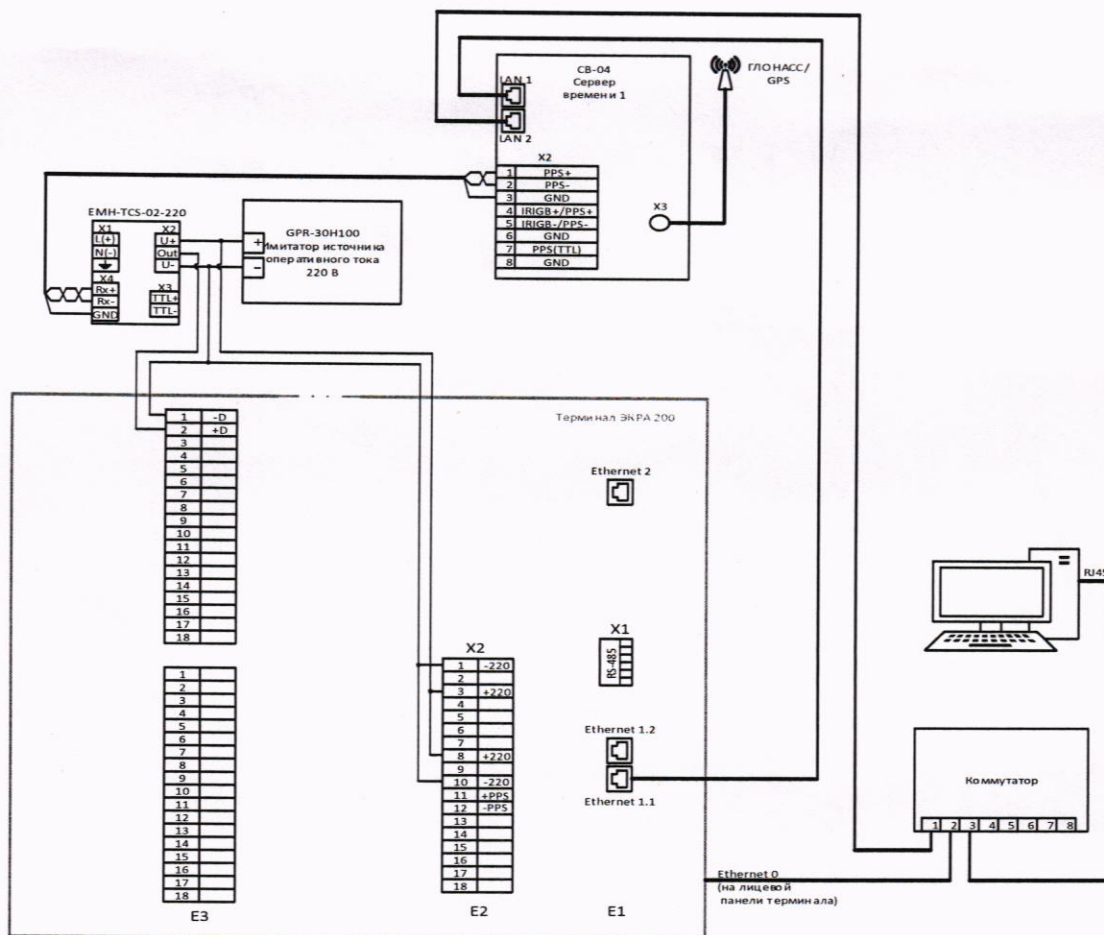 СВ-04
Сервер
времени 1
LAN 1
LAN 2
ГЛОНАСС/
GPS
X2
1 PPS+
2 PPS-
3 GND
4 IRIGB+/PPS+
5 IRIGB-/PPS-
6 GND
7 PPS(TTL)
8 GND
X3
EMH-TCS-02-220
X1
L(+)
N(-)
X2
U+
Out
U-
X4
Rx+
Rx-
GND
X3
TTL+
TTL-
+
-
GPR-30H100
Имитатор источника
оперативного тока
220 В
Терминал ЭКРА 200
1 -D
2 +D
3
4
5
6
7
8
9
10
11
12
13
14
15
16
17
18
1
2
3
4
5
6
7
8
9
10
11
12
13
14
15
16
17
18
E3
X2
1 -220
2
3 +220
4
5
6
7
8 +220
9
10 -220
11 +PPS
12 -PPS
13
14
15
16
17
18
E2
Ethernet 2
X1
RS-485
Ethernet 1.2
Ethernet 1.1
E1
RJ45
Коммутатор
1 2 3 4 5 6 7 8
Ethernet 0
(на лицевой
панели терминала)